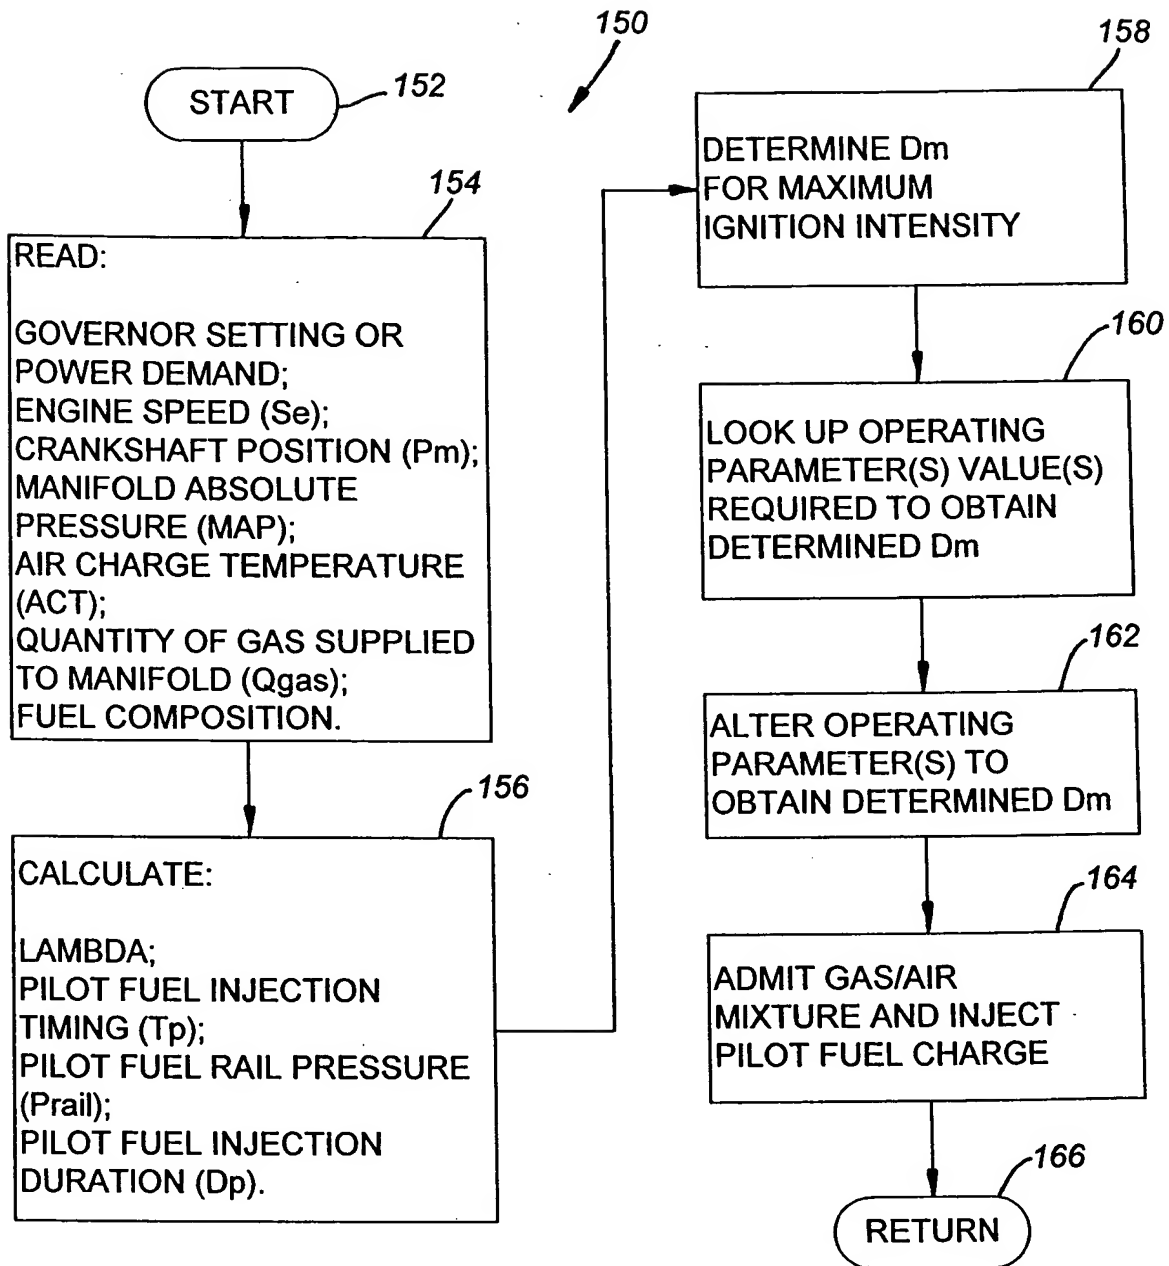 150
START
152
154
READ:
GOVERNOR SETTING OR
POWER DEMAND;
ENGINE SPEED (Se);
CRANKSHAFT POSITION (Pm);
MANIFOLD ABSOLUTE
PRESSURE (MAP);
AIR CHARGE TEMPERATURE
(ACT);
QUANTITY OF GAS SUPPLIED
TO MANIFOLD (Qgas);
FUEL COMPOSITION.
156
CALCULATE:
LAMBDA;
PILOT FUEL INJECTION
TIMING (Tp);
PILOT FUEL RAIL PRESSURE
(Prail);
PILOT FUEL INJECTION
DURATION (Dp).
158
DETERMINE Dm
FOR MAXIMUM
IGNITION INTENSITY
160
LOOK UP OPERATING
PARAMETER(S) VALUE(S)
REQUIRED TO OBTAIN
DETERMINED Dm
162
ALTER OPERATING
PARAMETER(S) TO
OBTAIN DETERMINED Dm
164
ADMIT GAS/AIR
MIXTURE AND INJECT
PILOT FUEL CHARGE
166
RETURN